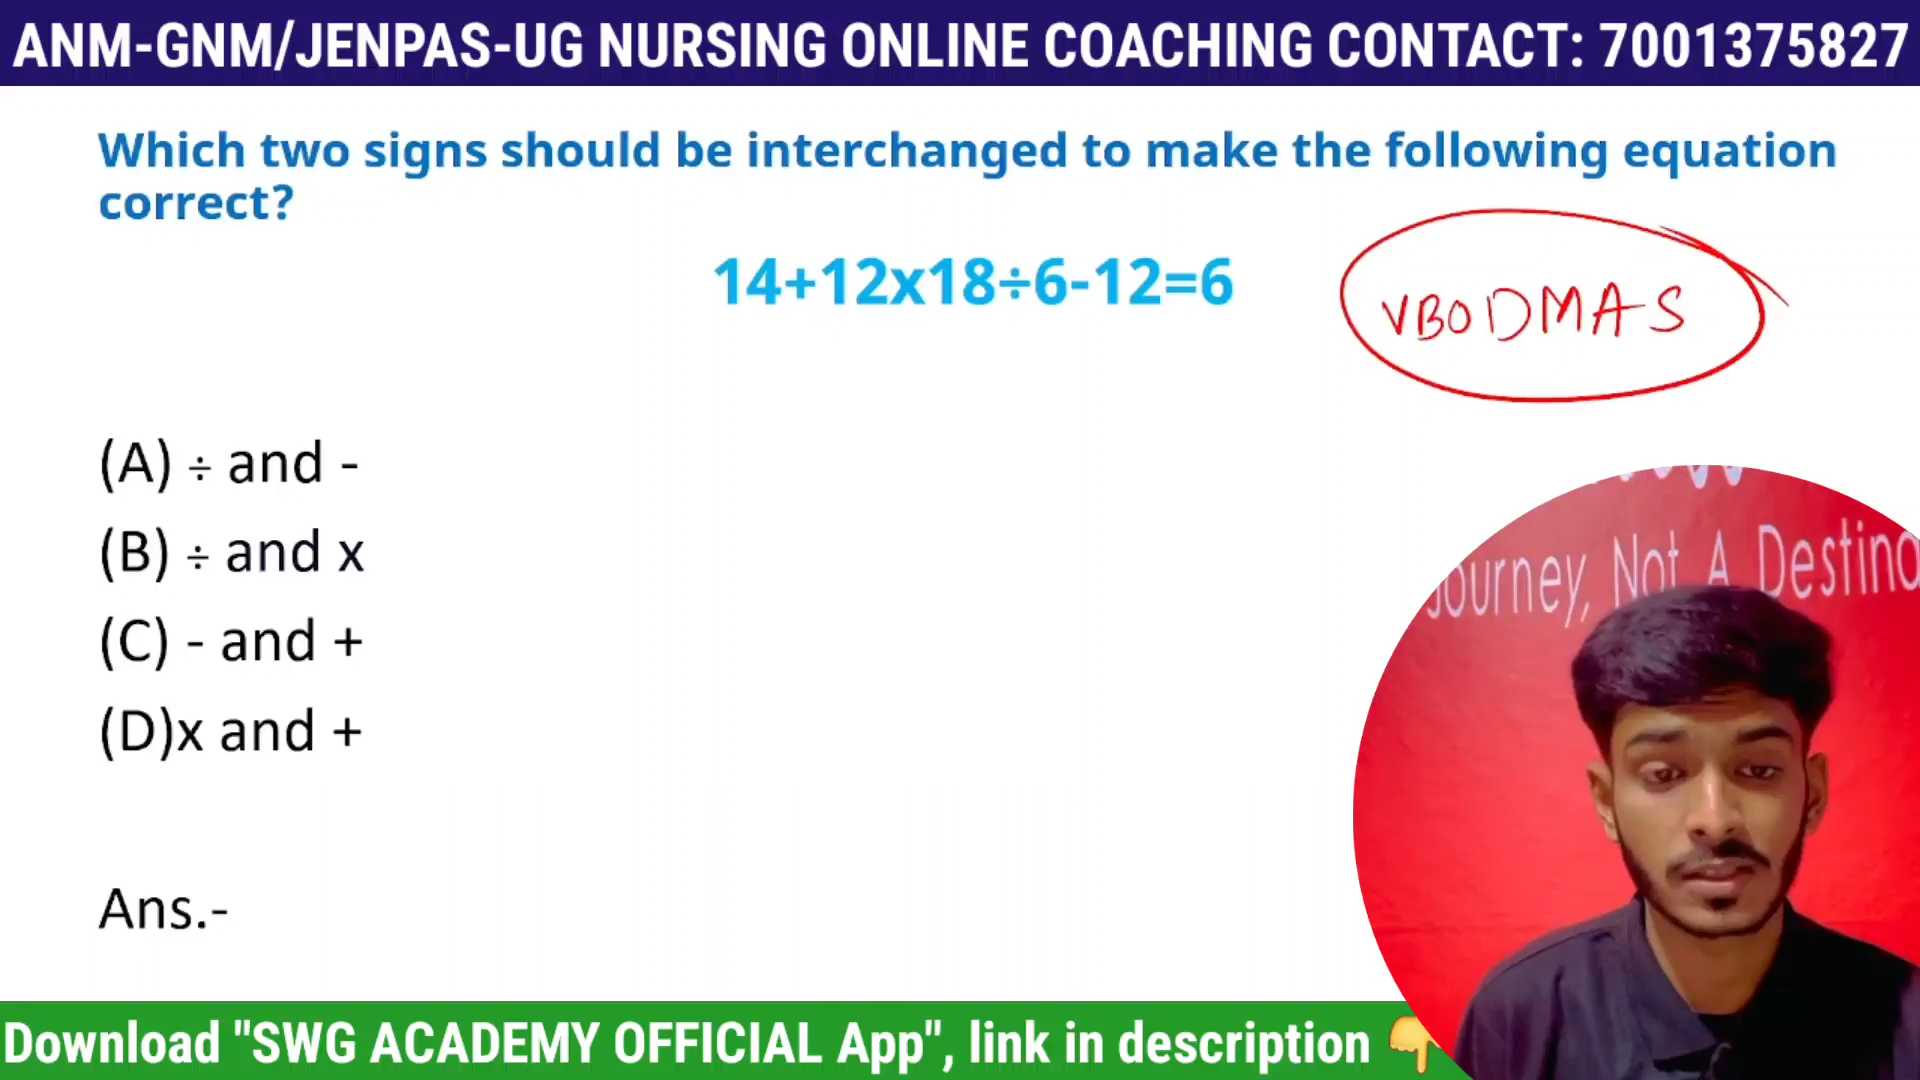 ANM-GNM/JENPAS-UG NURSING ONLINE COACHING CONTACT: 7001375827
Which two signs should be interchanged to make the following equation
correct?
14+12x18÷6-12=6
VBODMAS
(A) ÷ and -
(B) ÷ and x
(C) - and +
(D)x and +
Journey, Not A Destina
Ans.-
Download "SWG ACADEMY OFFICIAL App", link in description 👇